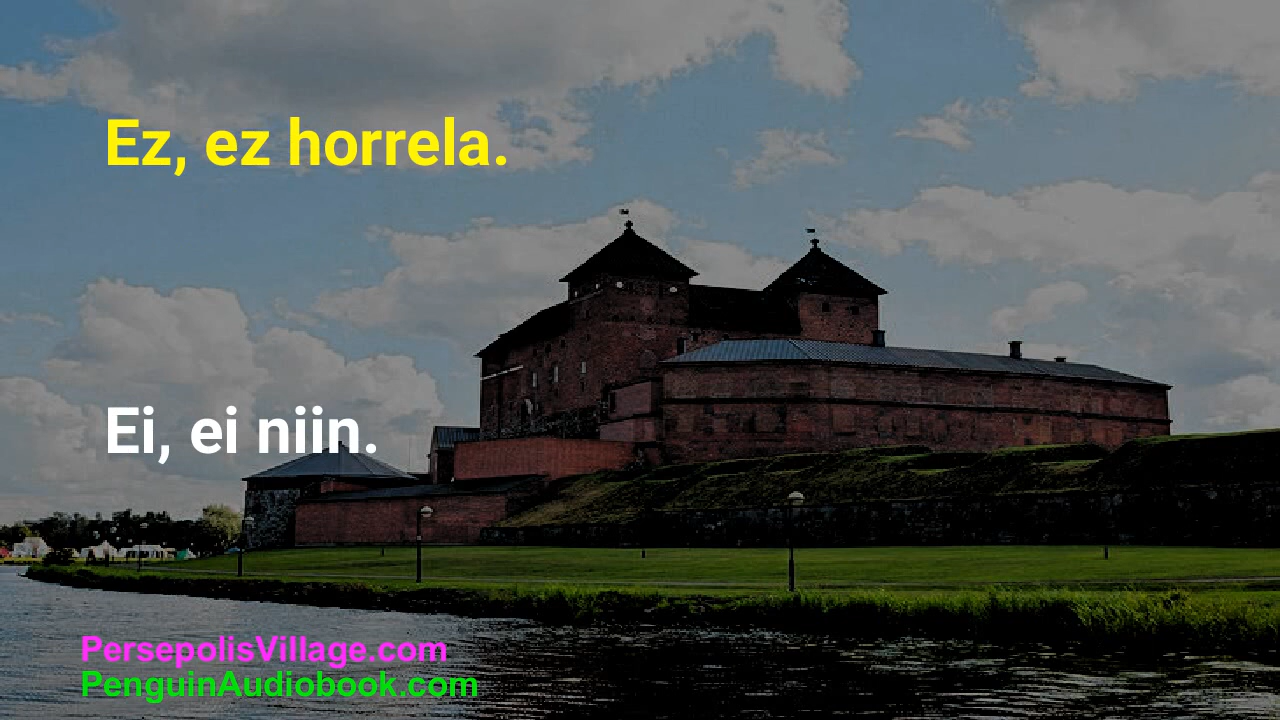 Ez, ez horrela.
Ei, ei niin.
PersepolisVillage.com
PenguinAudiobook.com